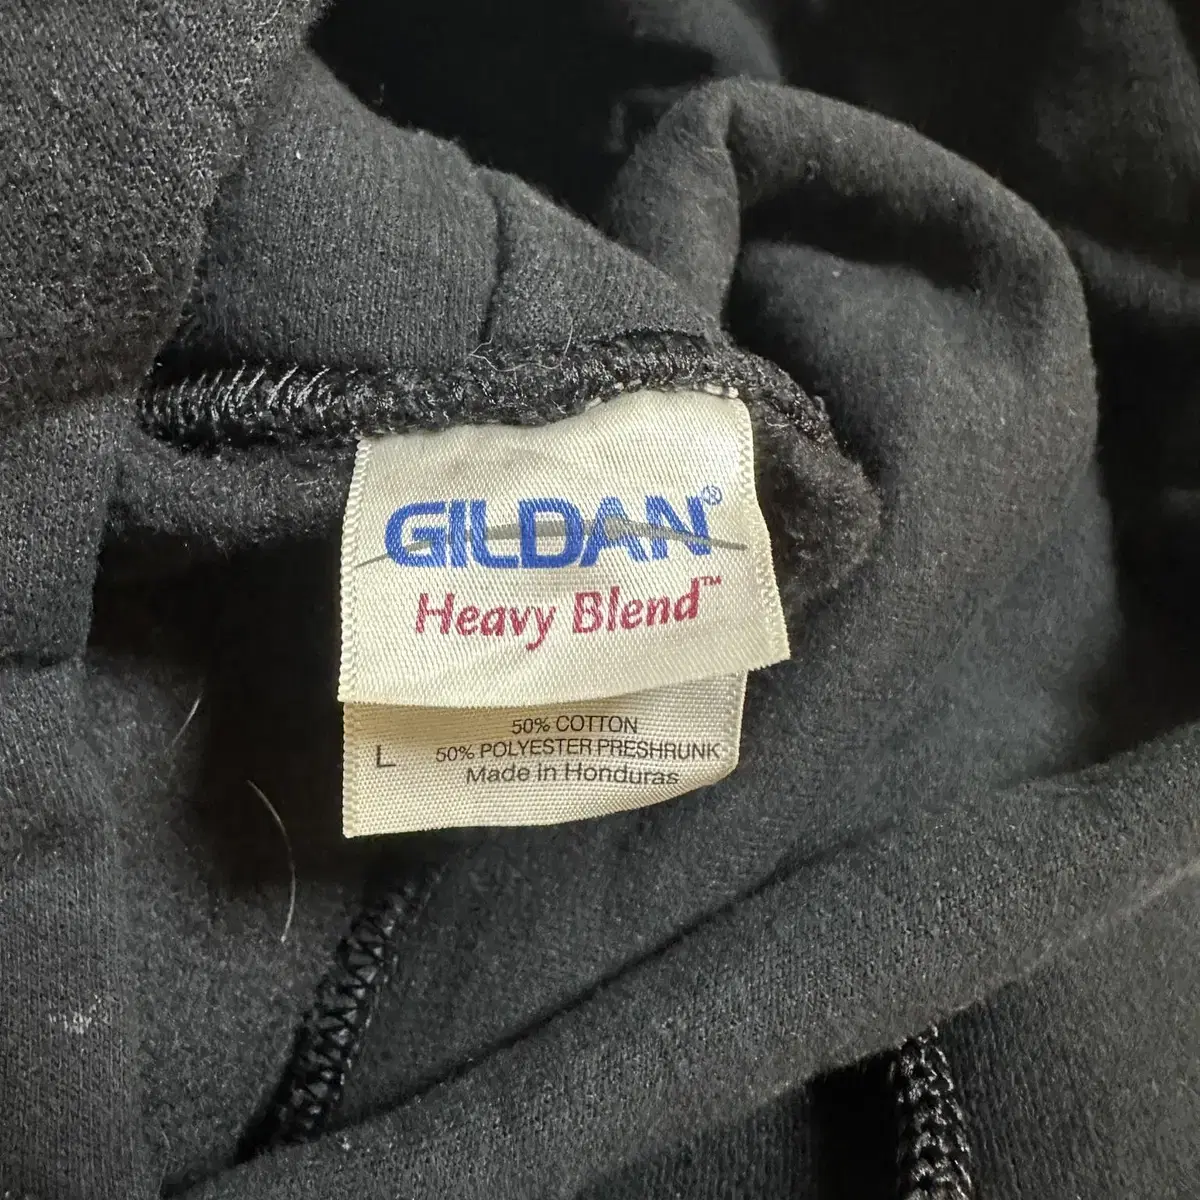 GILDAN®
Heavy Blend™
50% COTTON
L 50% POLYESTER PRESHRUNK
Made in Honduras